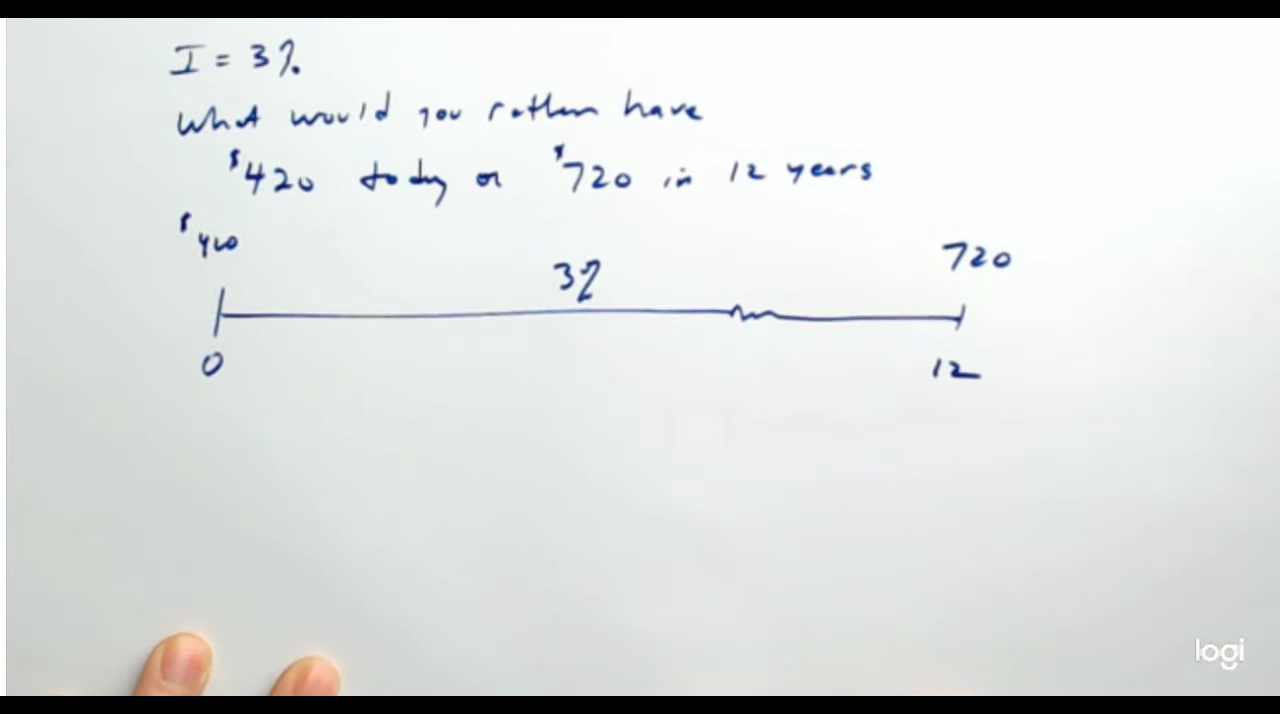 I = 3%
What would you rather have
$420 today or $720 in 12 years
$420
720
3%
0
12
logi